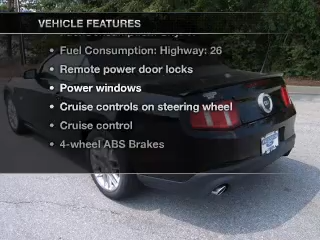 VEHICLE FEATURES
Fuel Consumption: Highway: 26
Remote power door locks
Power windows
Cruise controls on steering wheel
Cruise control
4-wheel ABS Brakes